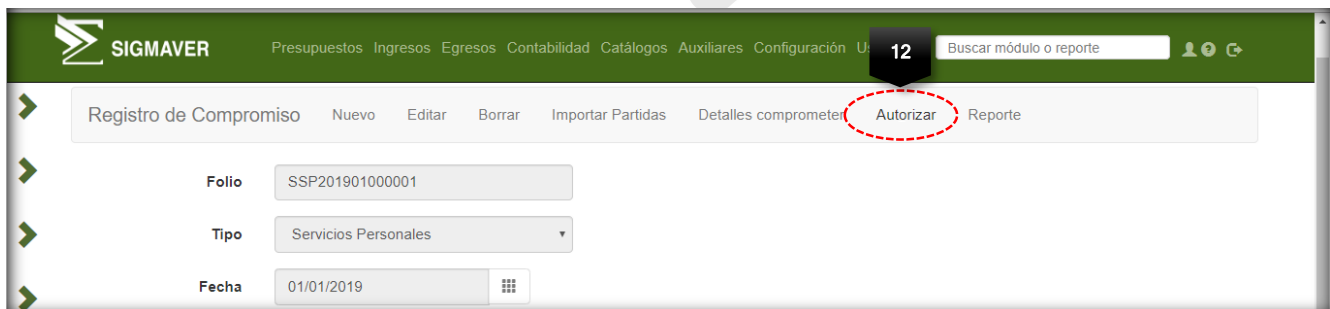 SIGMAVER Presupuestos Ingresos Egresos Contabilidad Catálogos Auxiliares Configuración 12 Buscar módulo o reporte
Registro de Compromiso Nuevo Editar Borrar Importar Partidas Detalles comprometer Autorizar Reporte
Folio SSP201901000001
Tipo Servicios Personales
Fecha 01/01/2019